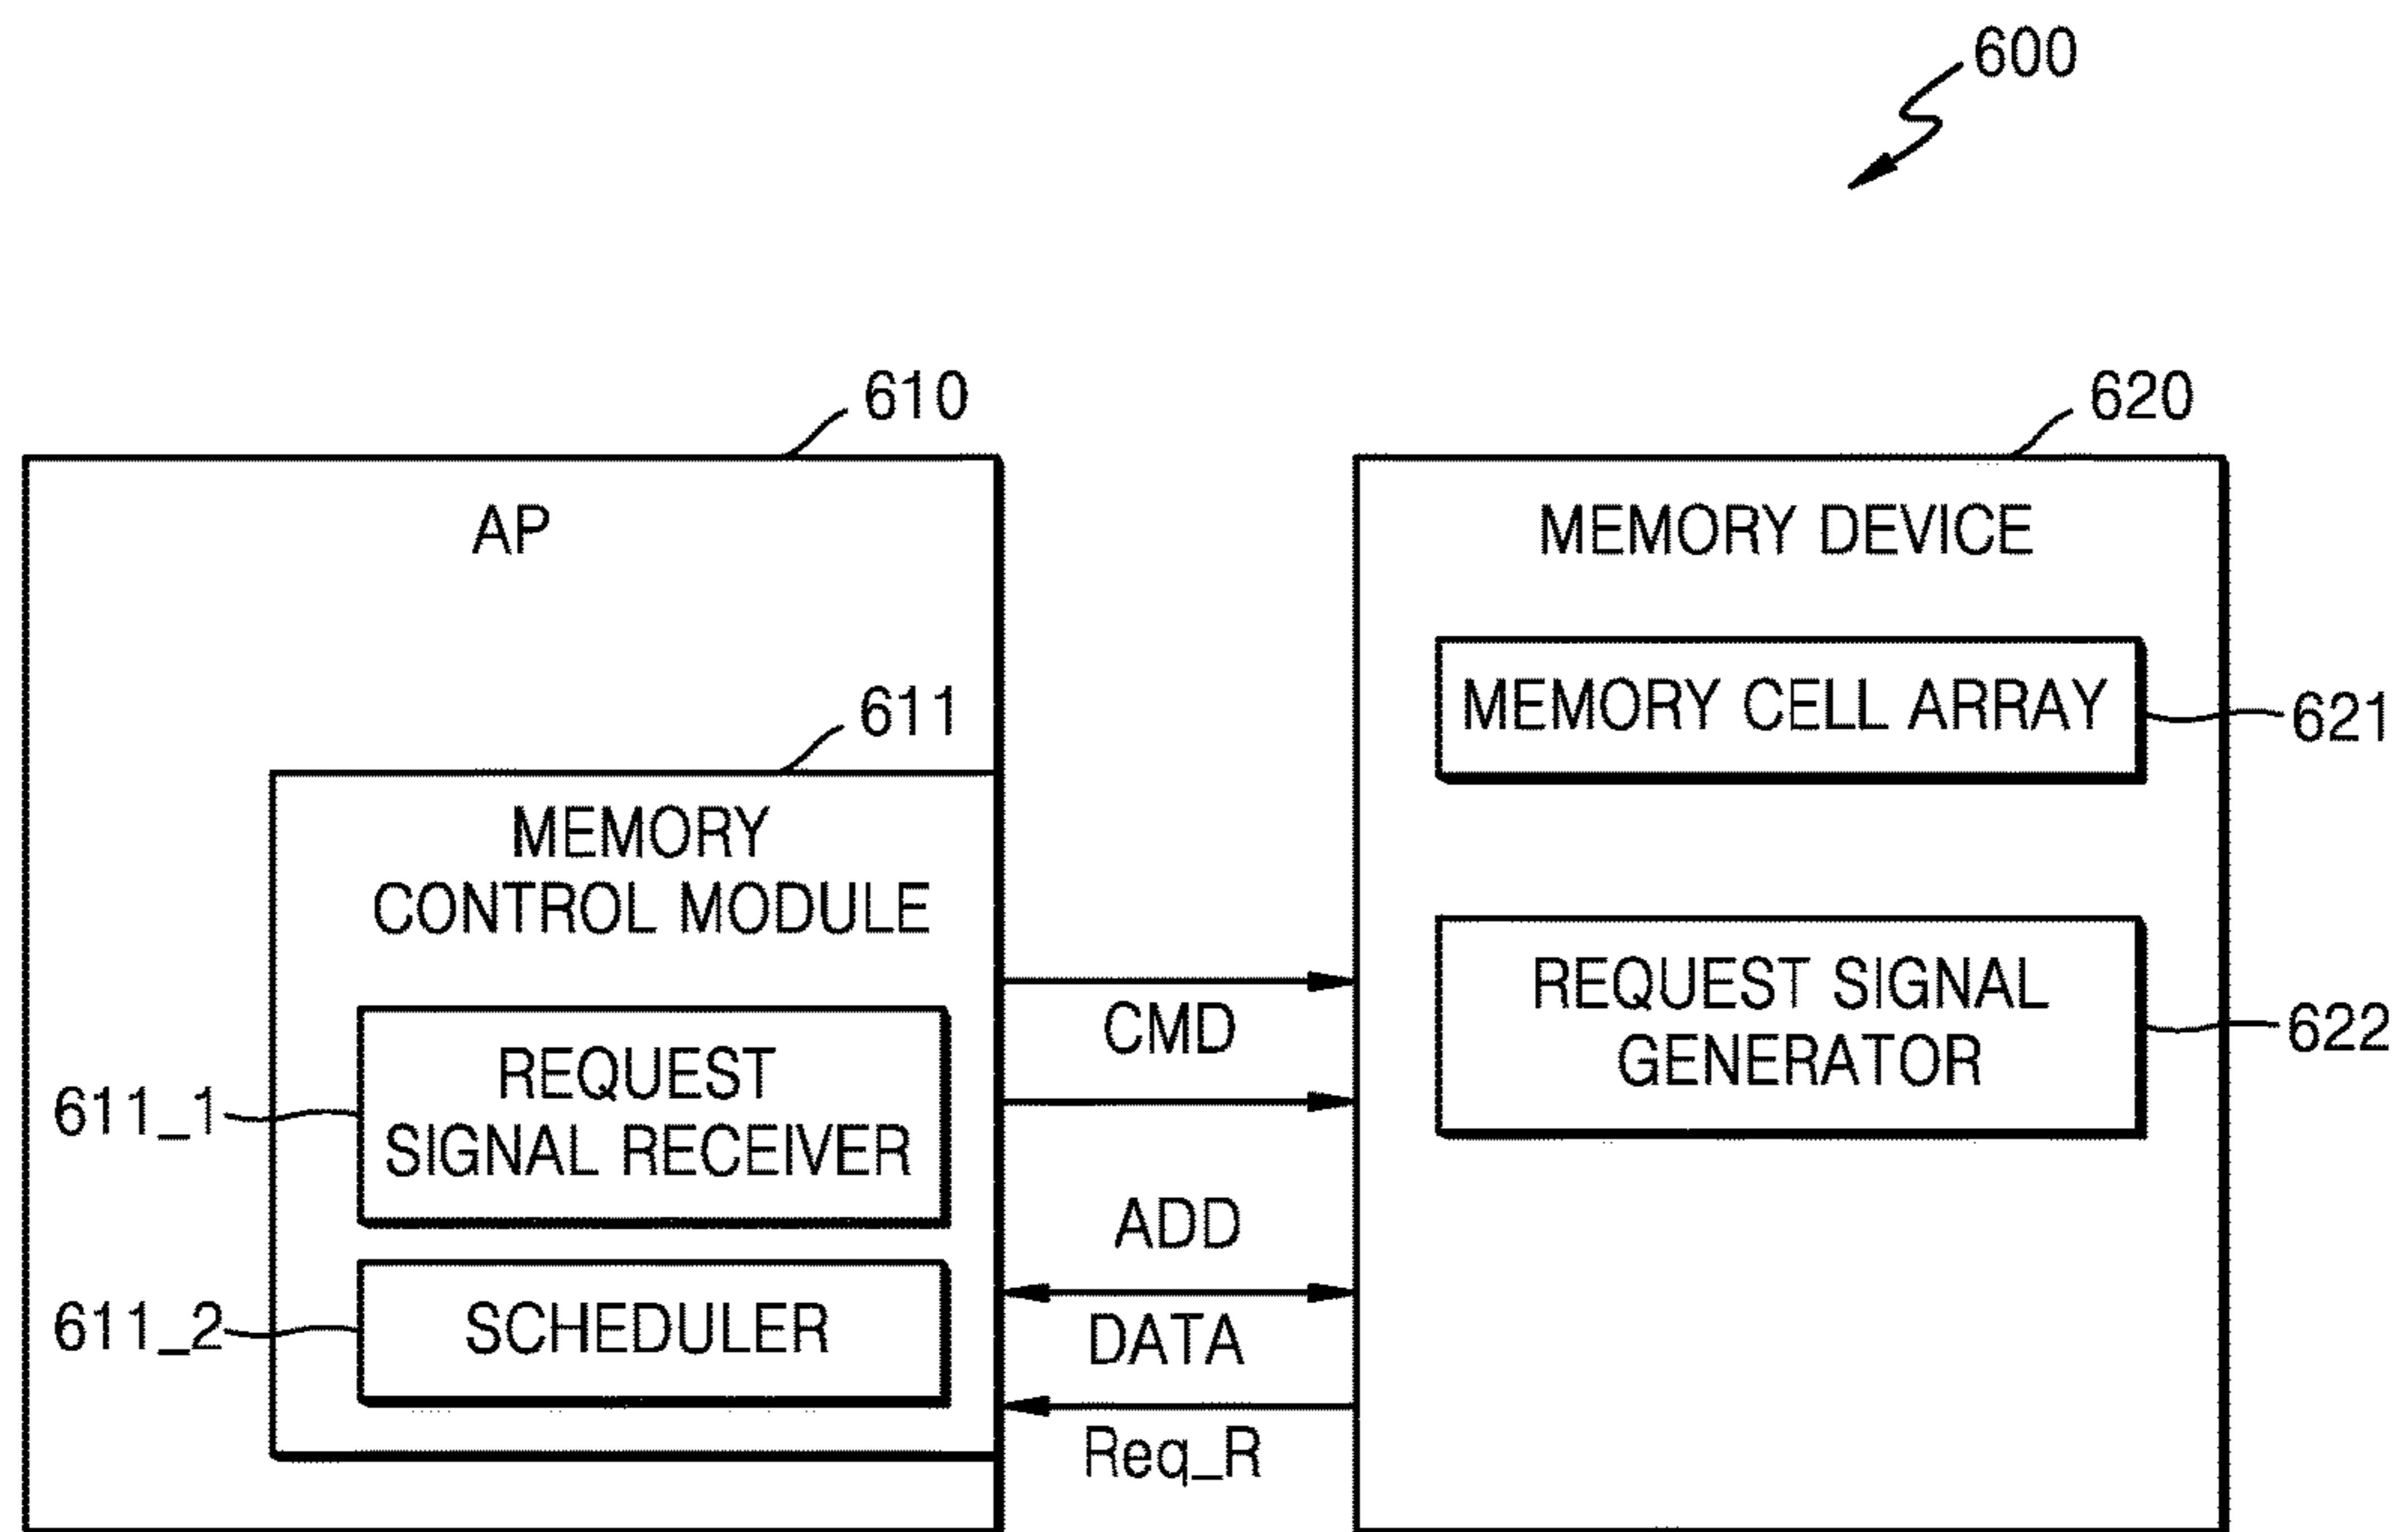 600
610
620
AP
MEMORY DEVICE
MEMORY CELL ARRAY
621
611
MEMORY
CONTROL MODULE
REQUEST SIGNAL
GENERATOR
622
CMD
611_1
REQUEST
SIGNAL RECEIVER
ADD
611_2
SCHEDULER
DATA
Req_R